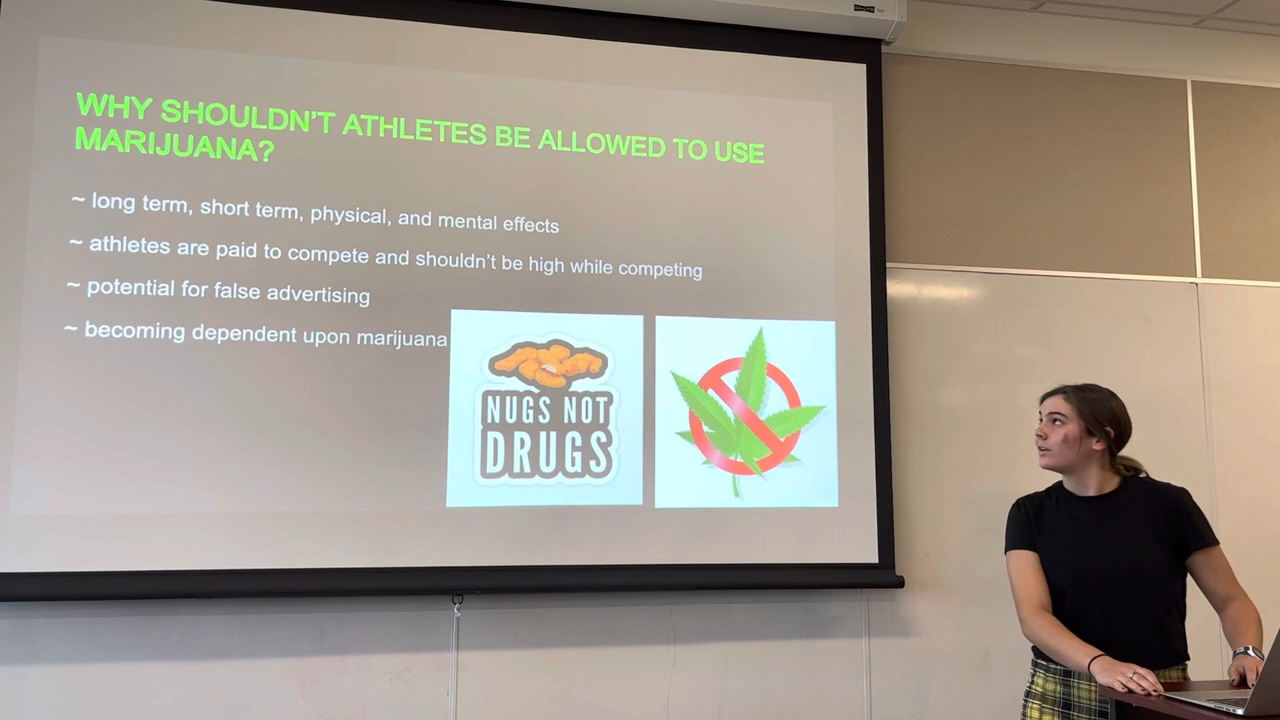 WHY SHOULDN'T ATHLETES BE ALLOWED TO USE
MARIJUANA?
~ long term, short term, physical, and mental effects
~ athletes are paid to compete and shouldn't be high while competing
~ potential for false advertising
~ becoming dependent upon marijuana
NUGS NOT
DRUGS